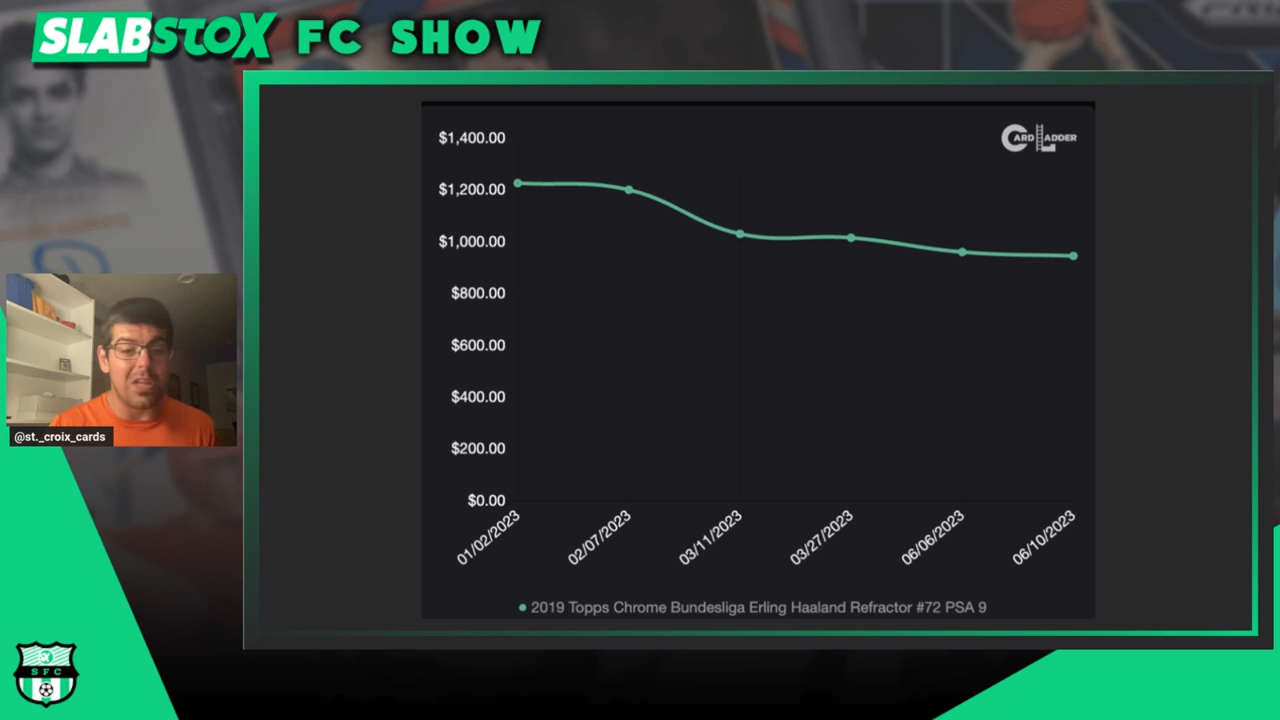 SLABSTOX FC SHOW
CARD LADDER
$1,400.00
$1,200.00
$1,000.00
$800.00
$600.00
$400.00
$200.00
$0.00
01/02/2023
02/07/2023
03/11/2023
03/27/2023
06/06/2023
06/10/2023
2019 Topps Chrome Bundesliga Erling Haaland Refractor #72 PSA 9
@st._croix_cards
SFC